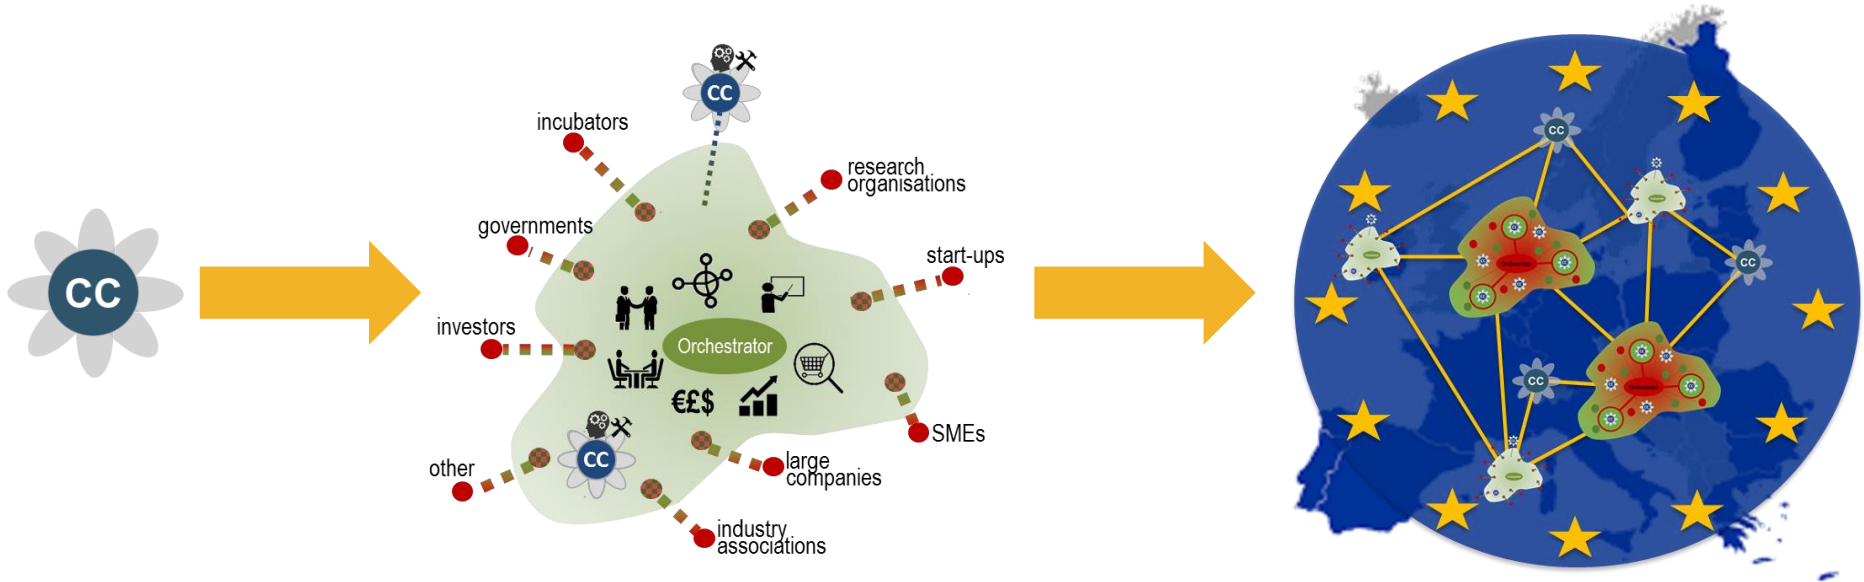 CC
CC
incubators
research
organisations
governments
start-ups
investors
Orchestrator
€£$
SMEs
CC
other
large
companies
industry
associations
CC
CC
CC